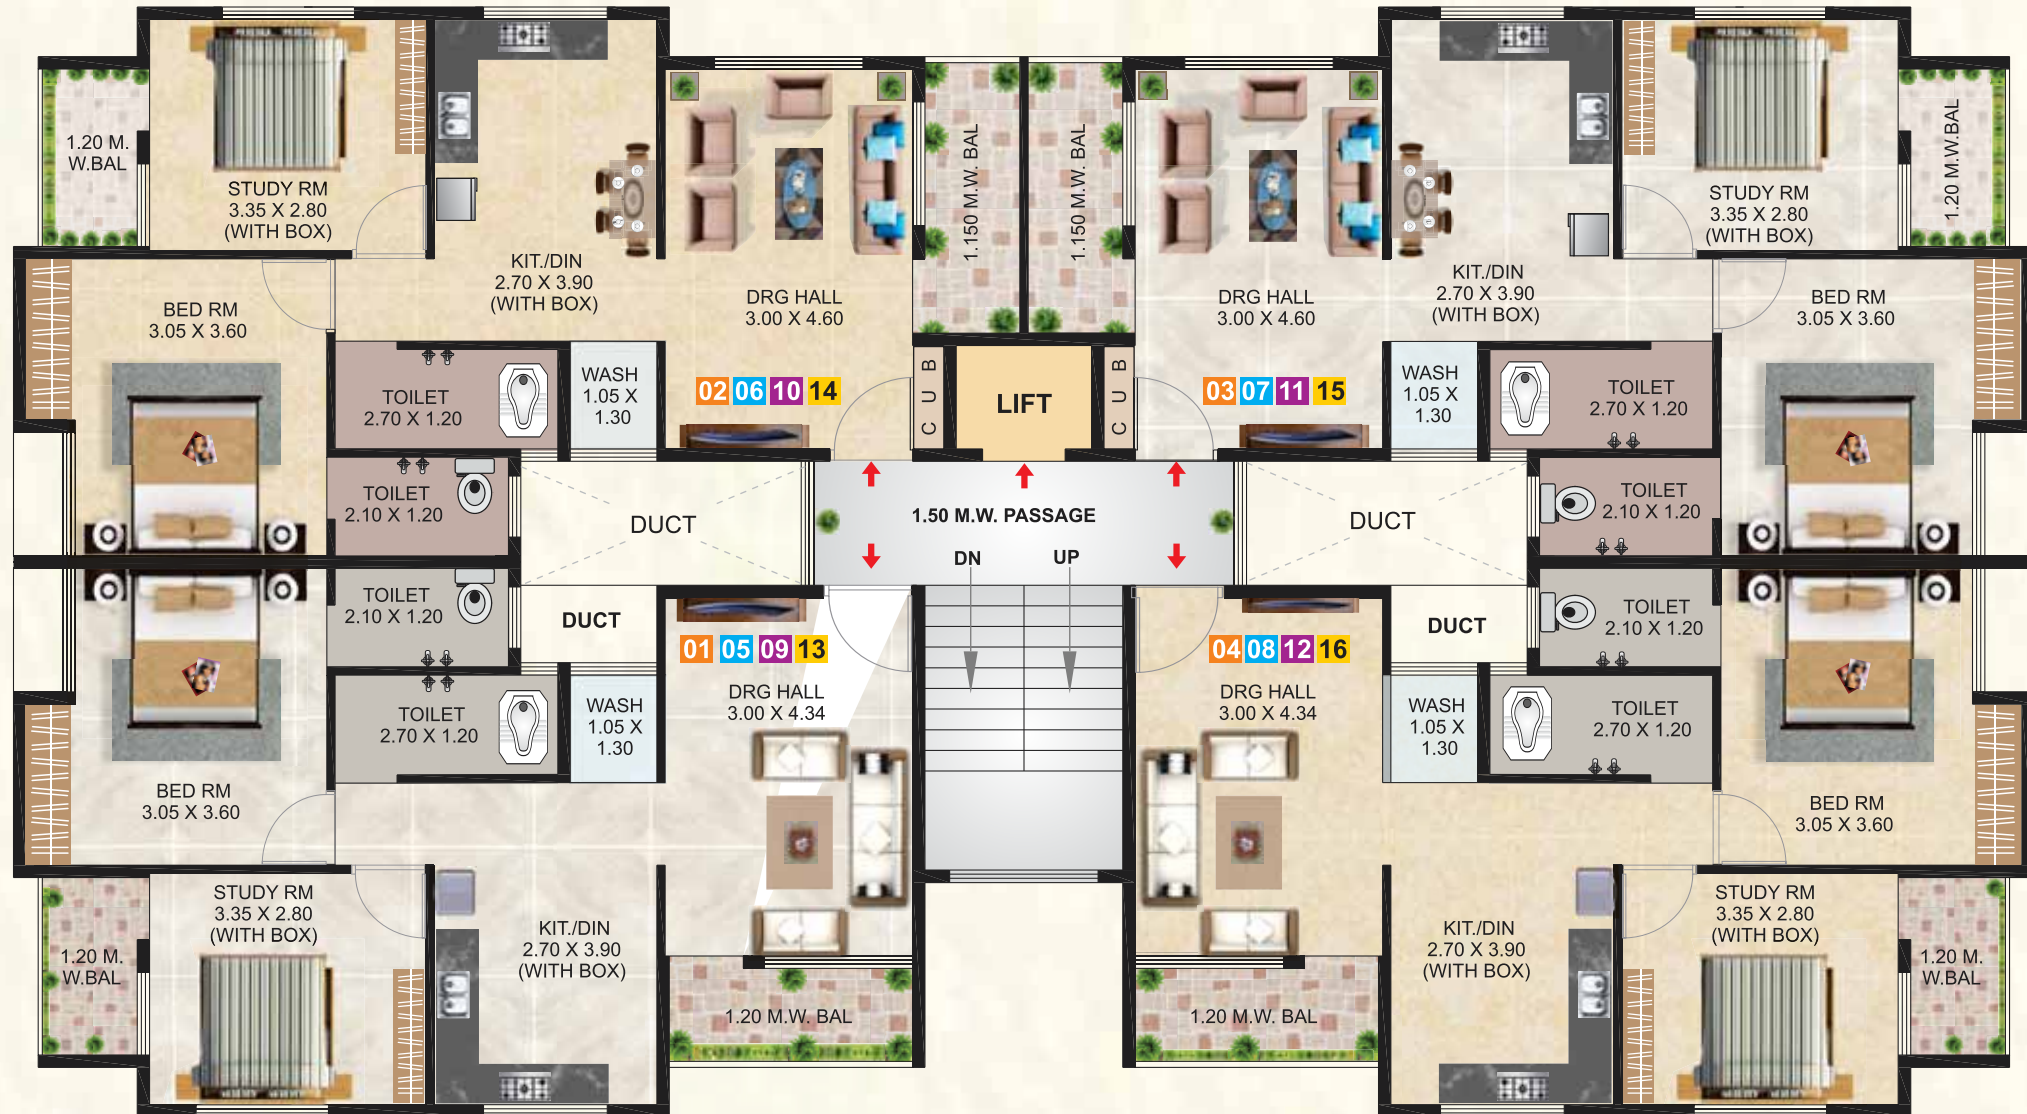 1.20 M.
W.BAL
STUDY RM
3.35 X 2.80
(WITH BOX)
KIT./DIN
2.70 X 3.90
(WITH BOX)
DRG HALL
3.00 X 4.60
1.150 M.W. BAL
1.150 M.W. BAL
DRG HALL
3.00 X 4.60
KIT./DIN
2.70 X 3.90
(WITH BOX)
STUDY RM
3.35 X 2.80
(WITH BOX)
1.20 M.W.BAL
BED RM
3.05 X 3.60
TOILET
2.70 X 1.20
WASH
1.05 X
1.30
02 06 10 14
CUB
LIFT
CUB
03 07 11 15
WASH
1.05 X
1.30
TOILET
2.70 X 1.20
BED RM
3.05 X 3.60
TOILET
2.10 X 1.20
DUCT
1.50 M.W. PASSAGE
DN
UP
DUCT
TOILET
2.10 X 1.20
TOILET
2.10 X 1.20
DUCT
01 05 09 13
04 08 12 16
DUCT
TOILET
2.10 X 1.20
BED RM
3.05 X 3.60
TOILET
2.70 X 1.20
WASH
1.05 X
1.30
DRG HALL
3.00 X 4.34
DRG HALL
3.00 X 4.34
WASH
1.05 X
1.30
TOILET
2.70 X 1.20
BED RM
3.05 X 3.60
1.20 M.
W.BAL
STUDY RM
3.35 X 2.80
(WITH BOX)
KIT./DIN
2.70 X 3.90
(WITH BOX)
1.20 M.W. BAL
1.20 M.W. BAL
KIT./DIN
2.70 X 3.90
(WITH BOX)
STUDY RM
3.35 X 2.80
(WITH BOX)
1.20 M.
W.BAL